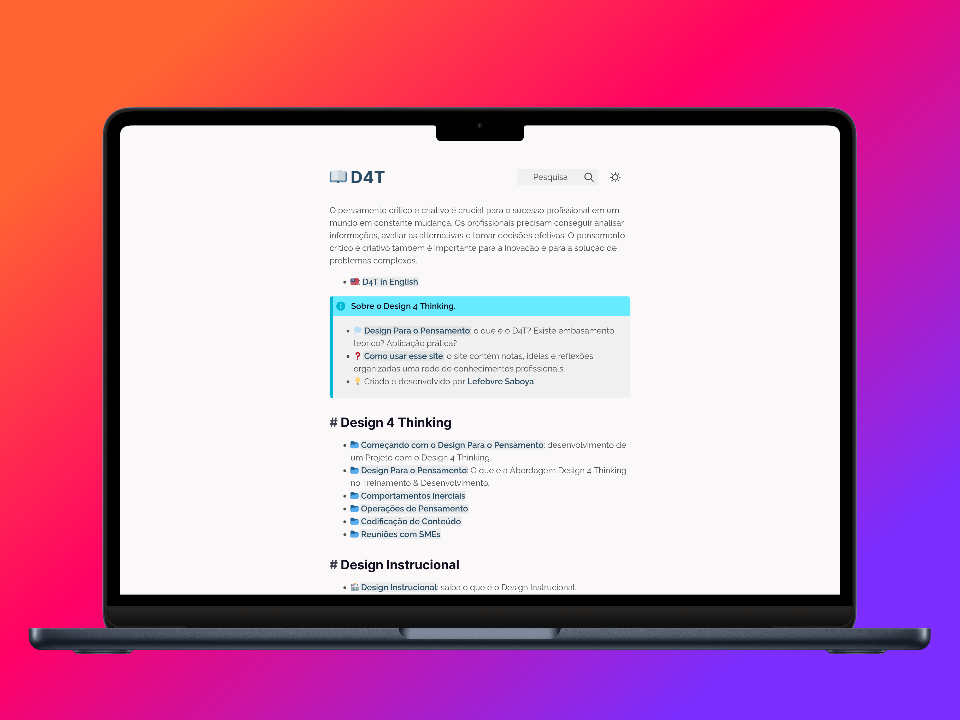 D4T
Pesquisa
O pensamento crítico e criativo é crucial para o sucesso profissional em um
mundo em constante mudança. Os profissionais precisam conseguir analisar
informações, avaliar as alternativas e tomar decisões efetivas. O pensamento
crítico e criativo também é importante para a inovação e para a solução de
problemas complexos.
D4T in English
Sobre o Design 4 Thinking.
Design Para o Pensamento: o que é o D4T? Existe embasamento
teórico? Aplicação prática?
Como usar esse site: o site contém notas, idéias e reflexões
organizadas uma rede de conhecimentos profissionais.
Criado e desenvolvido por Lefebvre Saboya
# Design 4 Thinking
Começando com o Design Para o Pensamento: desenvolvimento de
um Projeto com o Design 4 Thinking.
Design Para o Pensamento: O que é a Abordagem Design 4 Thinking
no Treinamento & Desenvolvimento.
Comportamentos Inerciais
Operações de Pensamento
Codificação de Conteúdo
Reuniões com SMEs
# Design Instrucional
Design Instrucional: saiba o que é o Design Instrucional.